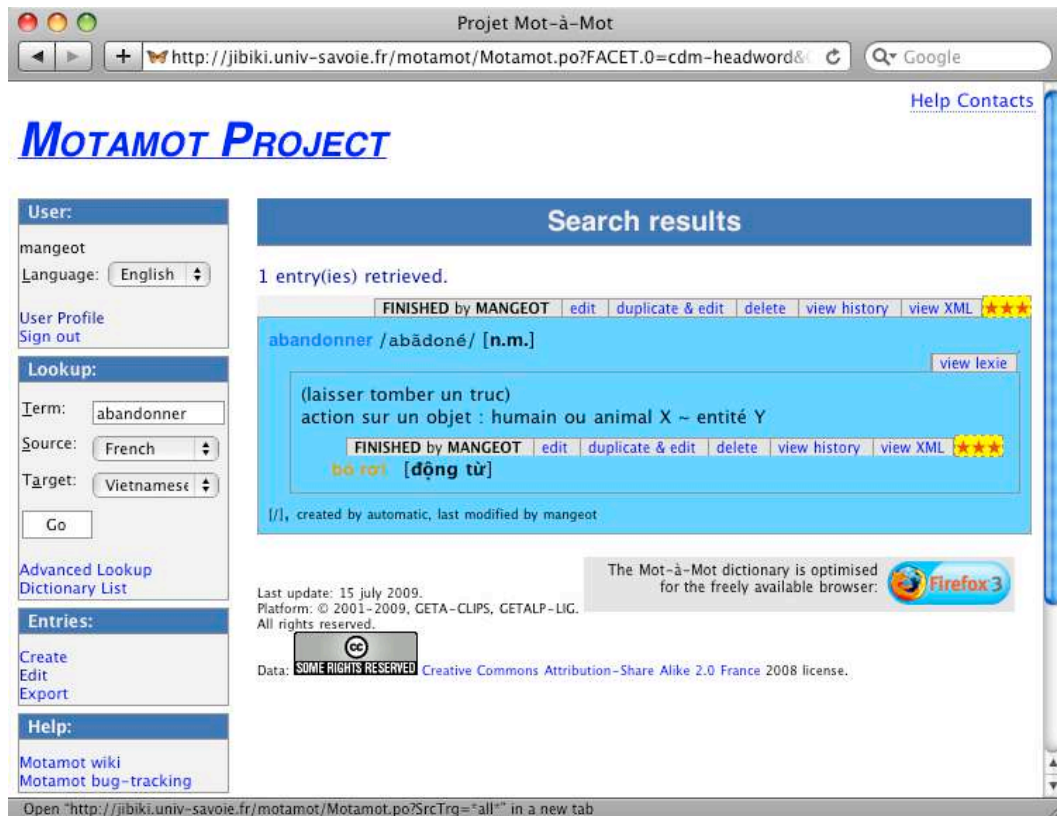 Projet Mot-à-Mot
http://jibiki.univ-savoie.fr/motamot/Motamot.po?FACET.0=cdm-headword&
Google
Help Contacts
MOTAMOT PROJECT
User:
mangeot
Language: English
User Profile
Sign out
Lookup:
Term: abandonner
Source: French
Target: Vietnamese
Go
Advanced Lookup
Dictionary List
Entries:
Create
Edit
Export
Help:
Motamot wiki
Motamot bug-tracking
Search results
1 entry(ies) retrieved.
FINISHED by MANGEOT edit duplicate & edit delete view history view XML ★★★
abandonner /abãdoné/ [n.m.]
view lexie
(laisser tomber un truc)
action sur un objet : humain ou animal X ~ entité Y
FINISHED by MANGEOT edit duplicate & edit delete view history view XML ★★★
bỏ rơi [động từ]
[/], created by automatic, last modified by mangeot
The Mot-à-Mot dictionary is optimised
for the freely available browser:
Firefox 3
Last update: 15 july 2009.
Platform: © 2001-2009, GETA-CLIPS, GETALP-LIG.
All rights reserved.
cc
Data: SOME RIGHTS RESERVED Creative Commons Attribution-Share Alike 2.0 France 2008 license.
Open "http://jibiki.univ-savoie.fr/motamot/Motamot.po?SrcTrg=*all*" in a new tab